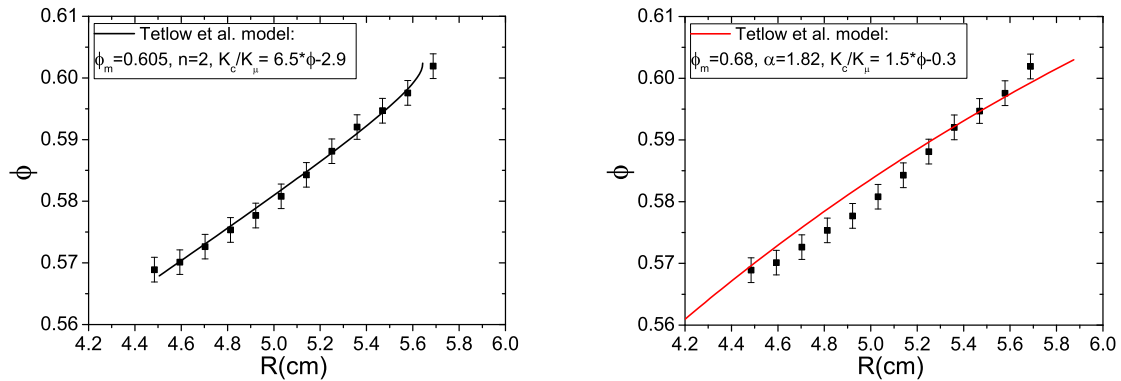 0.61
0.60
0.59
0.58
0.57
0.56
ϕ
Tetlow et al. model:
ϕm=0.605, n=2, Kc/Kμ = 6.5*ϕ-2.9
4.2 4.4 4.6 4.8 5.0 5.2 5.4 5.6 5.8 6.0
R(cm)
0.61
0.60
0.59
0.58
0.57
0.56
ϕ
Tetlow et al. model:
ϕm=0.68, α=1.82, Kc/Kμ = 1.5*ϕ-0.3
4.2 4.4 4.6 4.8 5.0 5.2 5.4 5.6 5.8 6.0
R(cm)